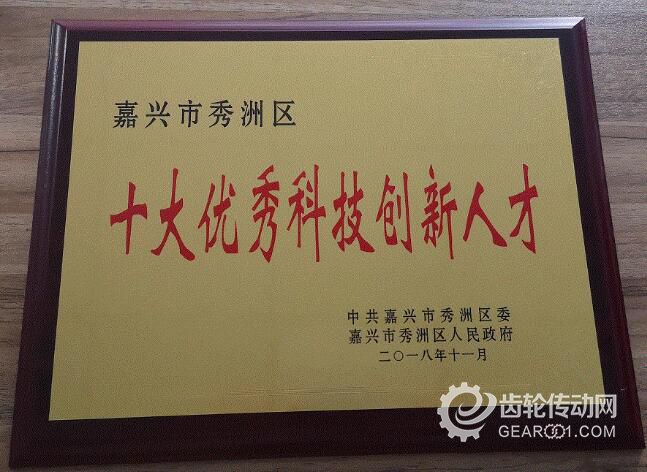 嘉兴市秀洲区
十大优秀科技创新人才
中共嘉兴市秀洲区委
嘉兴市秀洲区人民政府
二〇一八年十一月
齿轮传动网
GEAR001.COM